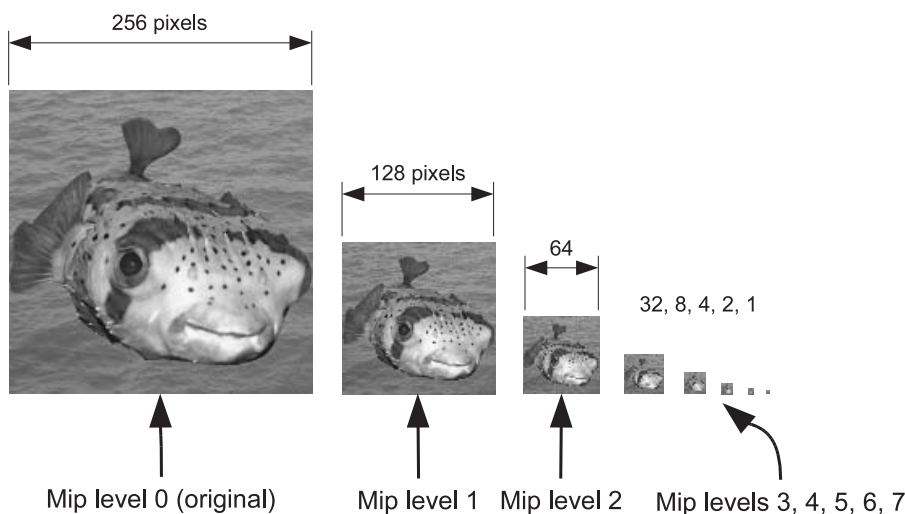 256 pixels
128 pixels
64
32, 8, 4, 2, 1
Mip level 0 (original)
Mip level 1
Mip level 2
Mip levels 3, 4, 5, 6, 7